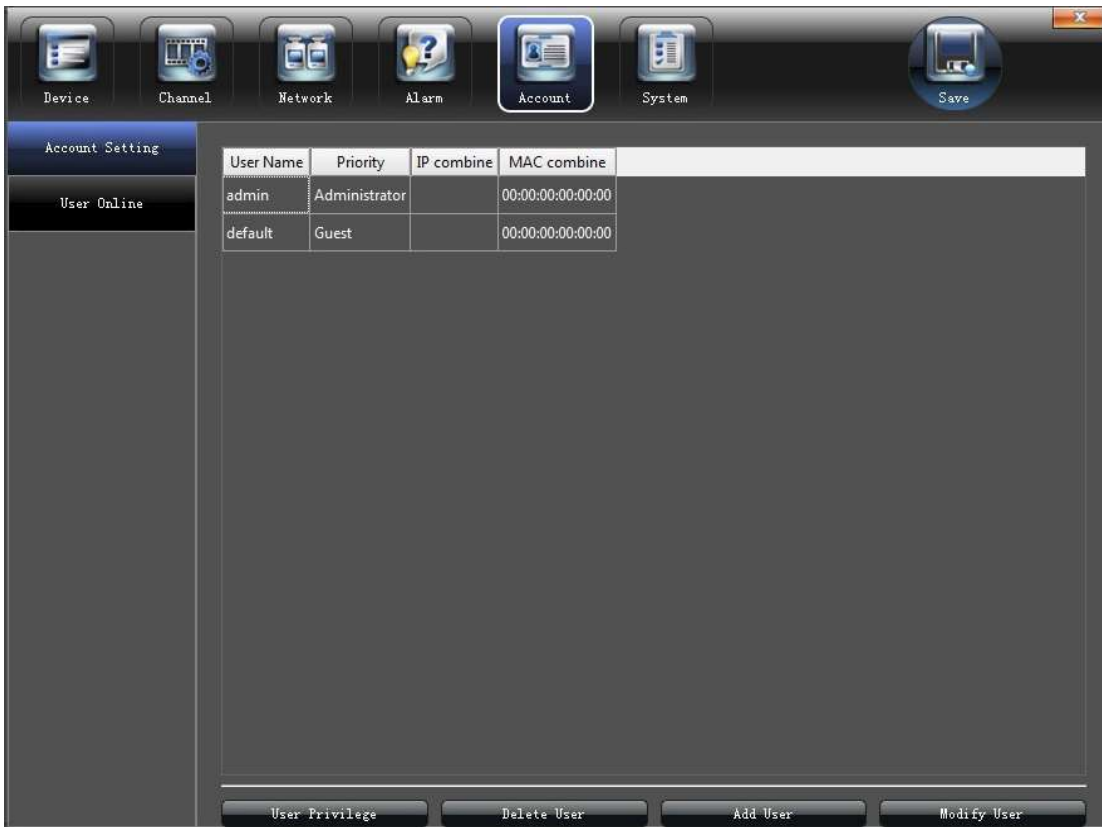 Device Channel Network Alarm Account System Save
Account Setting
User Online
User Name Priority IP combine MAC combine
admin Administrator 00:00:00:00:00:00
default Guest 00:00:00:00:00:00
User Privilege Delete User Add User Modify User